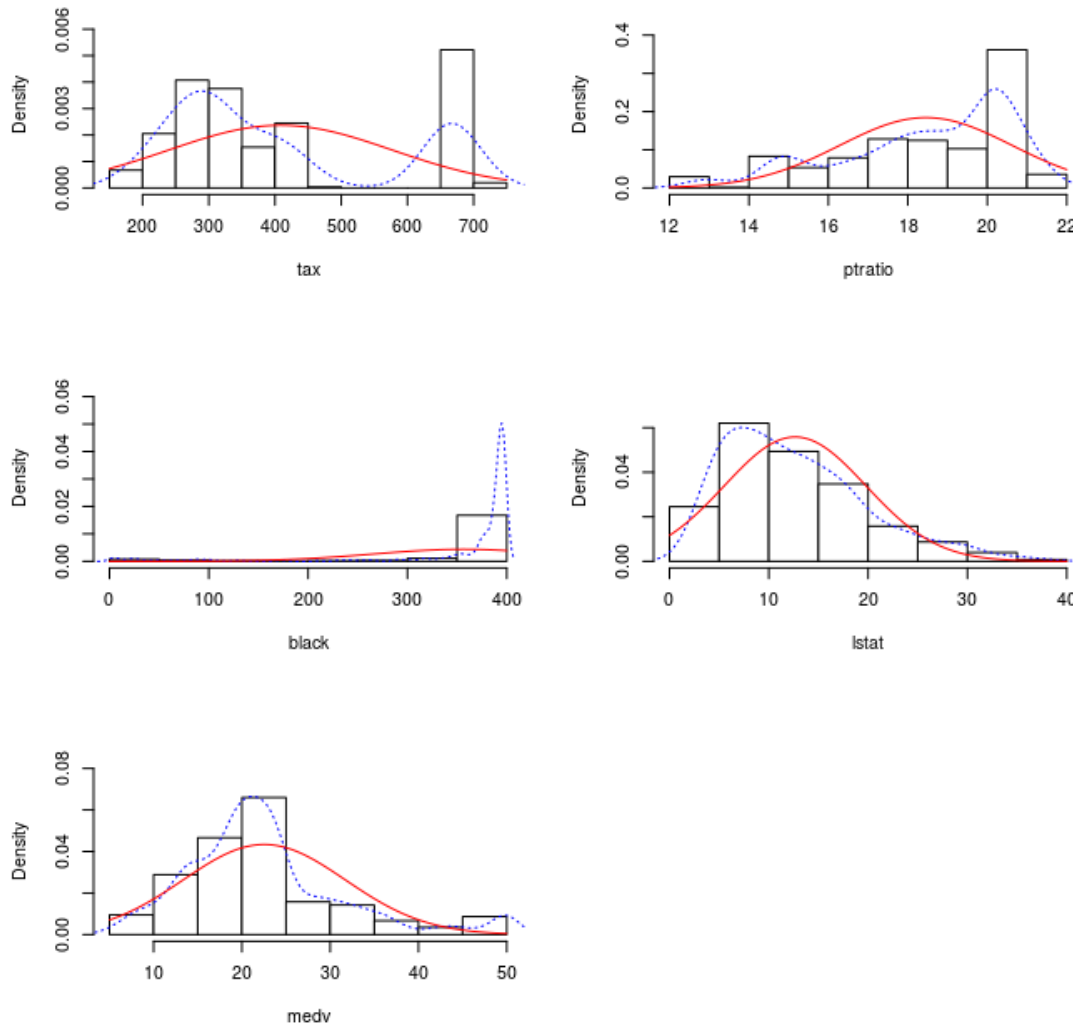 Density
0.000 0.003 0.006
200 300 400 500 600 700
tax
Density
0.0 0.2 0.4
12 14 16 18 20 22
ptratio
Density
0.00 0.02 0.04 0.06
0 100 200 300 400
black
Density
0.00 0.04
0 10 20 30 40
lstat
Density
0.00 0.04 0.08
10 20 30 40 50
medv